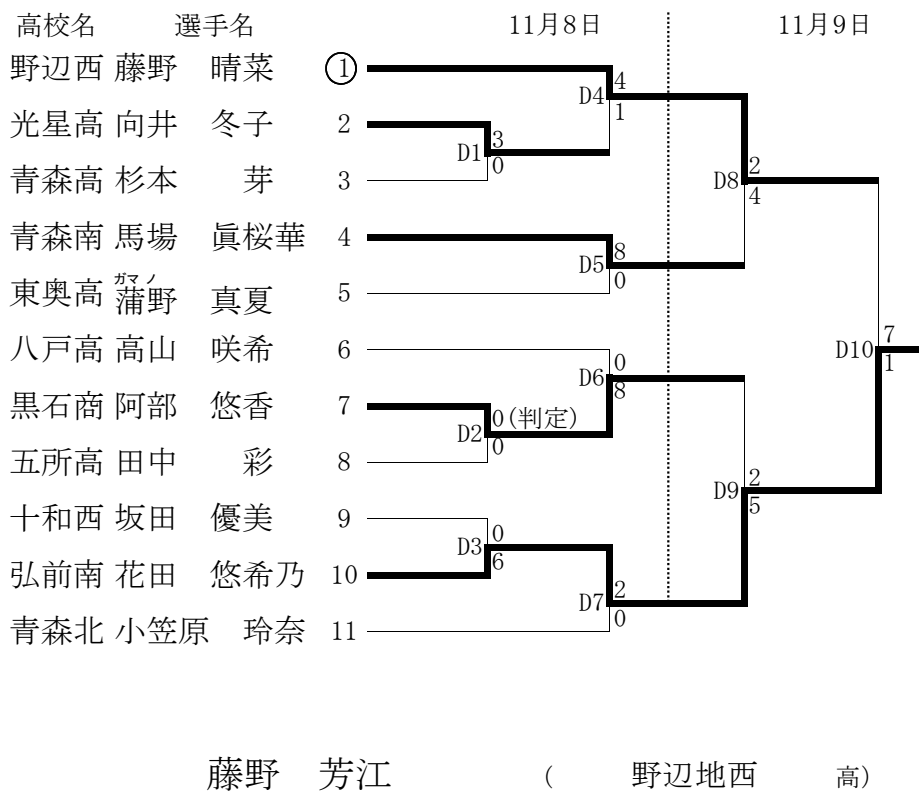 高校名 選手名 11月8日 11月9日
野辺西 藤野 晴菜 ①
4
D4
1
光星高 向井 冬子 2
3
D1
0
青森高 杉本 芽 3
2
D8
4
青森南 馬場 眞桜華 4
8
D5
0
ガマノ
東奥高 蒲野 真夏 5
7
D10
1
八戸高 高山 咲希 6
0
D6
8
黒石商 阿部 悠香 7
0(判定)
D2
0
五所高 田中 彩 8
2
D9
5
十和西 坂田 優美 9
0
D3
6
弘前南 花田 悠希乃 10
2
D7
0
青森北 小笠原 玲奈 11
藤野 芳江 ( 野辺地西 高)